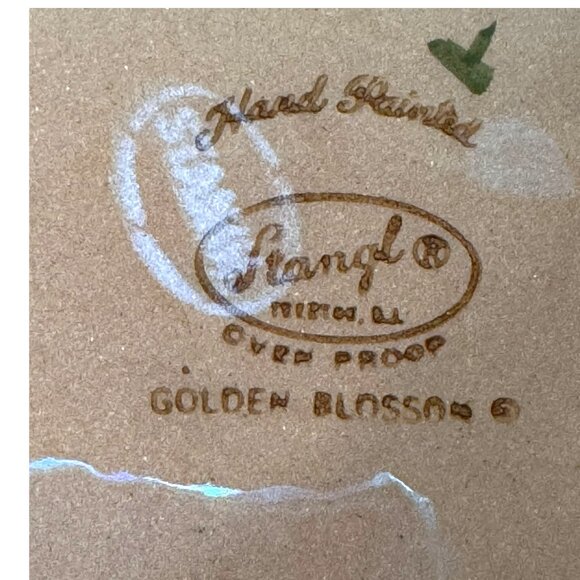 Hand Painted
Stangl ®
OVEN PROOF
GOLDEN BLOSSOM ©